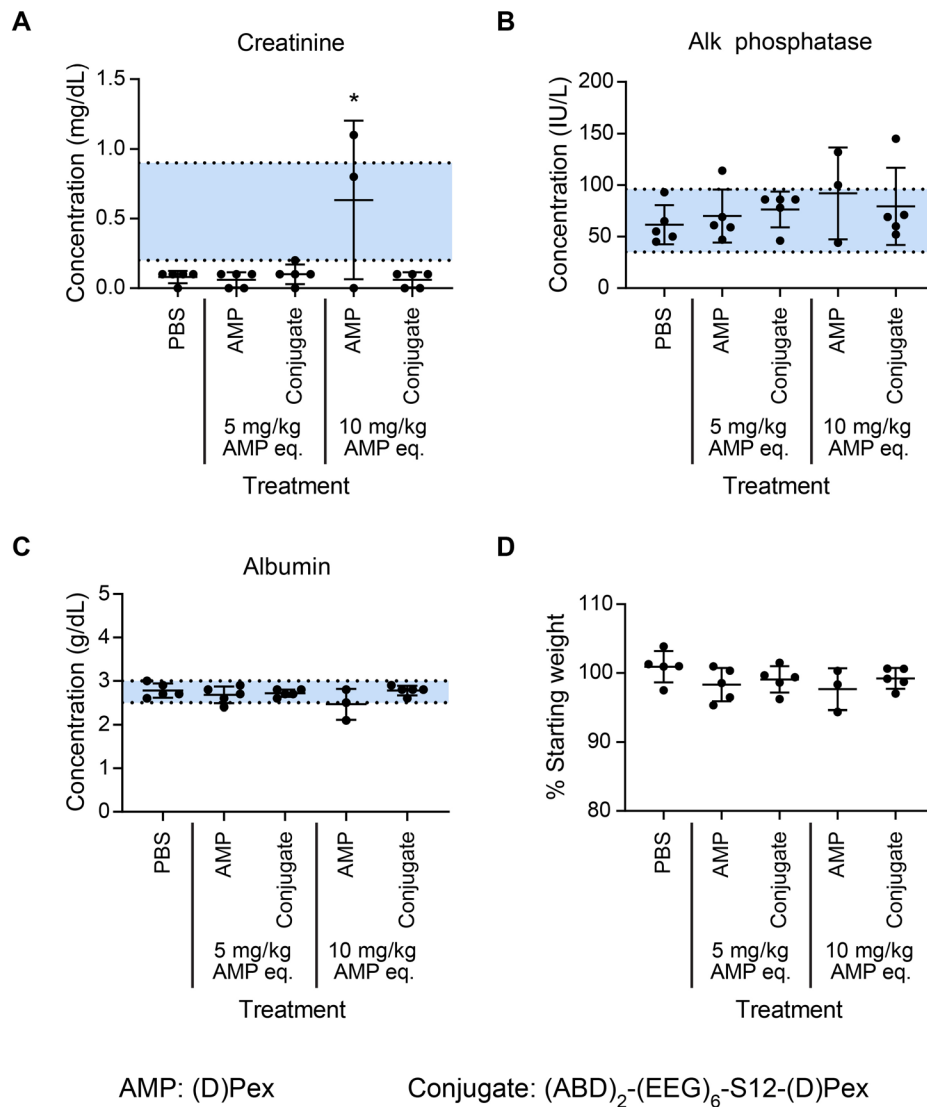 A
Creatinine
Concentration (mg/dL)
1.5
1.0
0.5
0.0
*
PBS
AMP
Conjugate
AMP
Conjugate
5 mg/kg
AMP eq.
10 mg/kg
AMP eq.
Treatment
B
Alk phosphatase
Concentration (IU/L)
200
150
100
50
0
PBS
AMP
Conjugate
AMP
Conjugate
5 mg/kg
AMP eq.
10 mg/kg
AMP eq.
Treatment
C
Albumin
Concentration (g/dL)
5
4
3
2
1
0
PBS
AMP
Conjugate
AMP
Conjugate
5 mg/kg
AMP eq.
10 mg/kg
AMP eq.
Treatment
D
% Starting weight
110
100
90
80
PBS
AMP
Conjugate
AMP
Conjugate
5 mg/kg
AMP eq.
10 mg/kg
AMP eq.
Treatment
AMP: (D)Pex
Conjugate: (ABD)₂-(EEG)₆-S12-(D)Pex